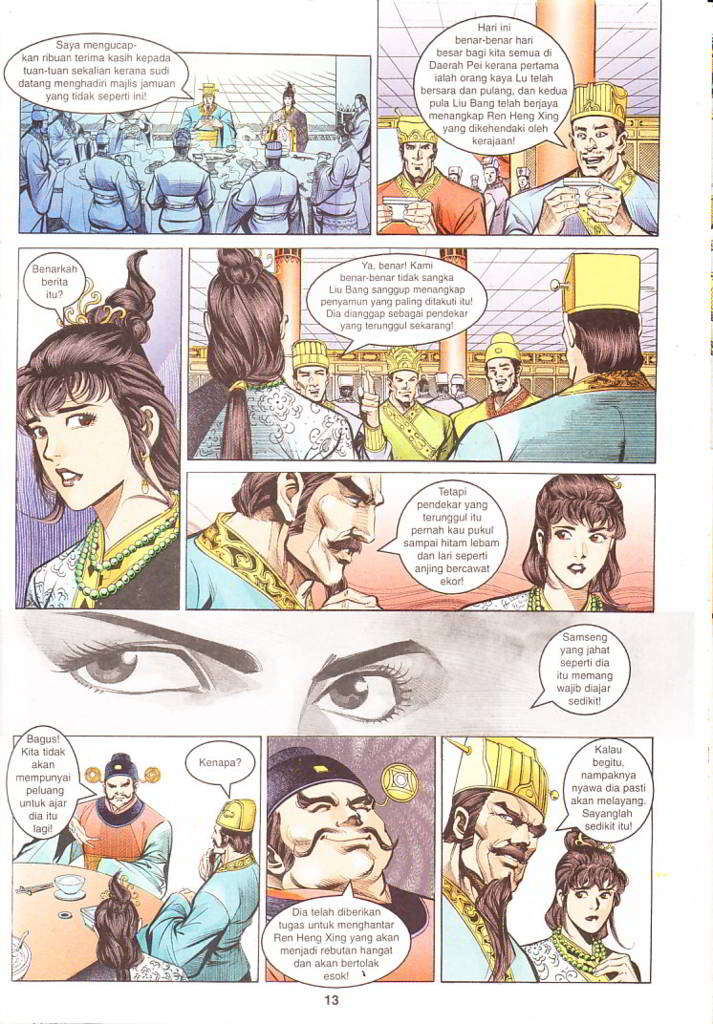 Saya mengucap-
kan ribuan terima kasih kepada
tuan-tuan sekalian kerana sudi
datang menghadiri majlis jamuan
yang tidak seperti ini!
Hari ini
benar-benar hari
besar bagi kita semua di
Daerah Pei kerana pertama
ialah orang kaya Lu telah
bersara dan pulang, dan kedua
pula Liu Bang telah berjaya
menangkap Ren Heng Xing
yang dikehendaki oleh
kerajaan!
Benarkah
berita
itu?
Ya, benar! Kami
benar-benar tidak sangka
Liu Bang sanggup menangkap
penyamun yang paling ditakuti itu!
Dia dianggap sebagai pendekar
yang terunggul sekarang!
Tetapi
pendekar yang
terunggul itu
pernah kau pukul
sampai hitam lebam
dan lari seperti
anjing bercawat
ekor!
Samseng
yang jahat
seperti dia
itu memang
wajib diajar
sedikit!
Bagus!
Kita tidak
akan
mempunyai
peluang
untuk ajar
dia itu
lagi!
Kenapa?
Dia telah diberikan
tugas untuk menghantar
Ren Heng Xing yang akan
menjadi rebutan hangat
dan akan bertolak
esok!
Kalau
begitu,
nampaknya
nyawa dia pasti
akan melayang.
Sayanglah
sedikit itu!
13